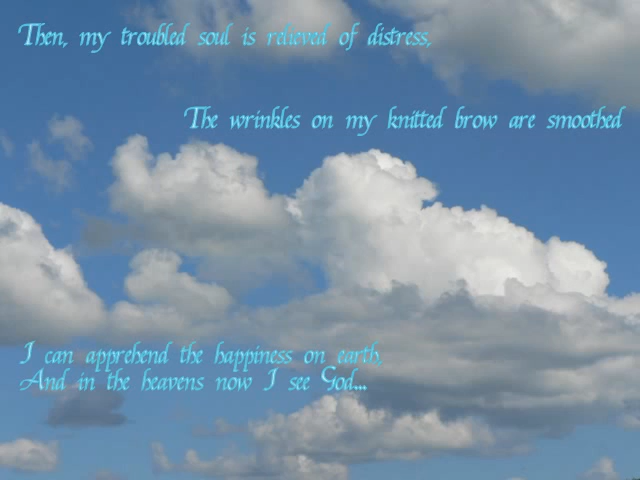 Then, my troubled soul is relieved of distress,
The wrinkles on my knitted brow are smoothed
I can apprehend the happiness on earth,
And in the heavens now I see God...